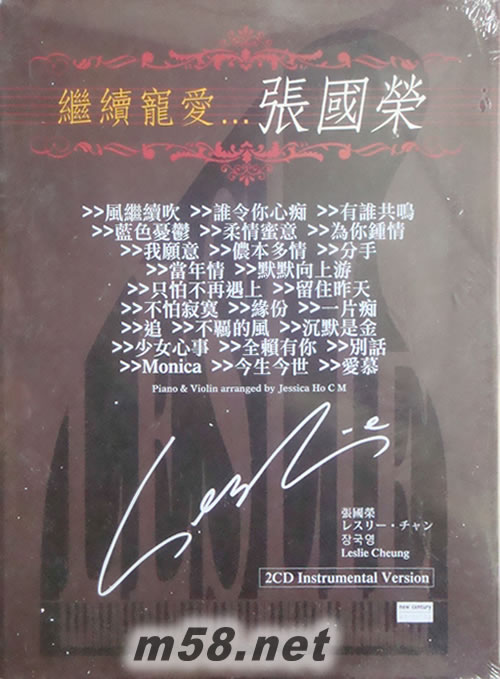 繼續寵愛...張國榮
>>風繼續吹 >>誰令你心痴 >>有誰共鳴
>>藍色憂鬱 >>柔情蜜意 >>為你鍾情
>>我願意 >>儂本多情 >>分手
>>當年情 >>默默向上游
>>只怕不再遇上 >>留住昨天
>>不怕寂寞 >>緣份 >>一片痴
>>追 >>不羈的風 >>沉默是金
>>少女心事 >>全賴有你 >>別話
>>Monica >>今生今世 >>愛慕
Piano & Violin arranged by Jessica Ho C M
Leslie
張國榮
レスリー・チャン
장국영
Leslie Cheung
2CD Instrumental Version
new century
m58.net